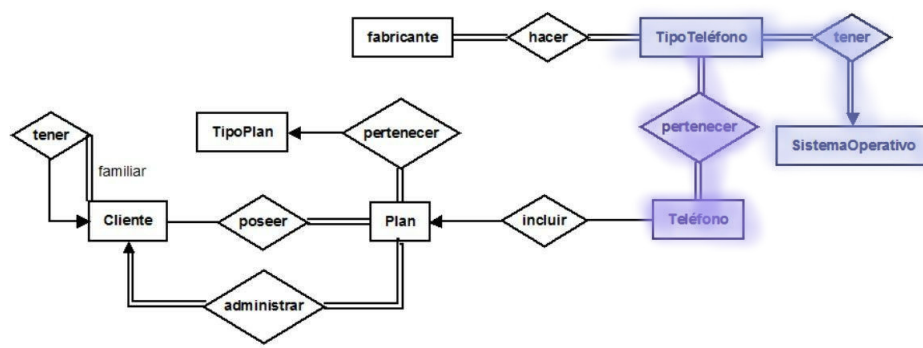 fabricante
hacer
TipoTeléfono
tener
tener
TipoPlan
pertenecer
pertenecer
SistemaOperativo
familiar
Cliente
poseer
Plan
incluir
Teléfono
administrar